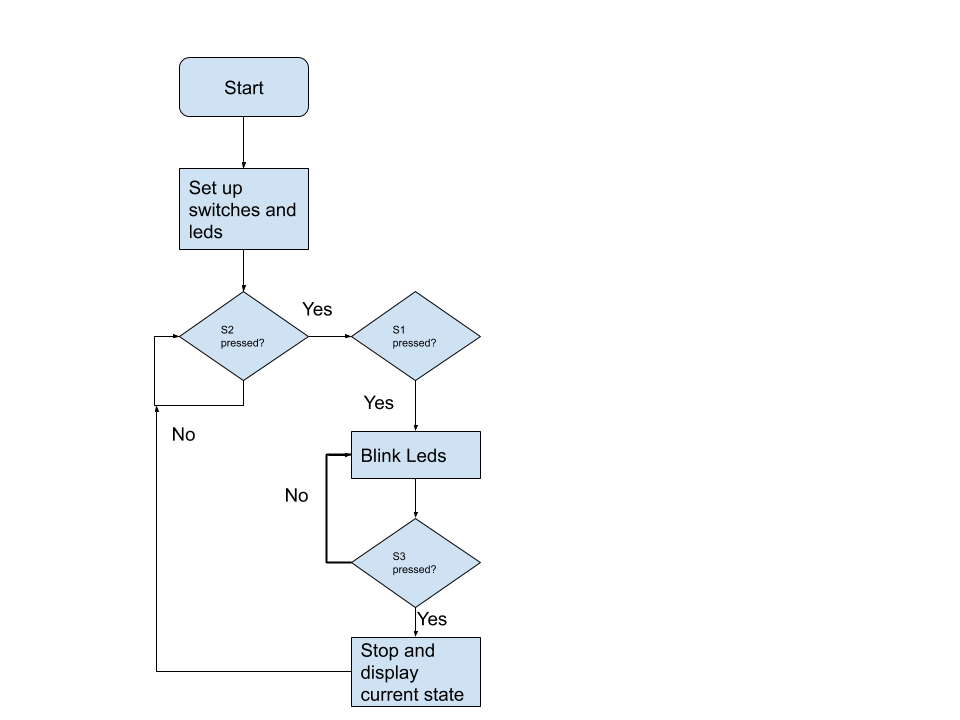 Start
Set up
switches and
leds
Yes
S2
pressed?
S1
pressed?
Yes
No
Blink Leds
No
S3
pressed?
Yes
Stop and
display
current state